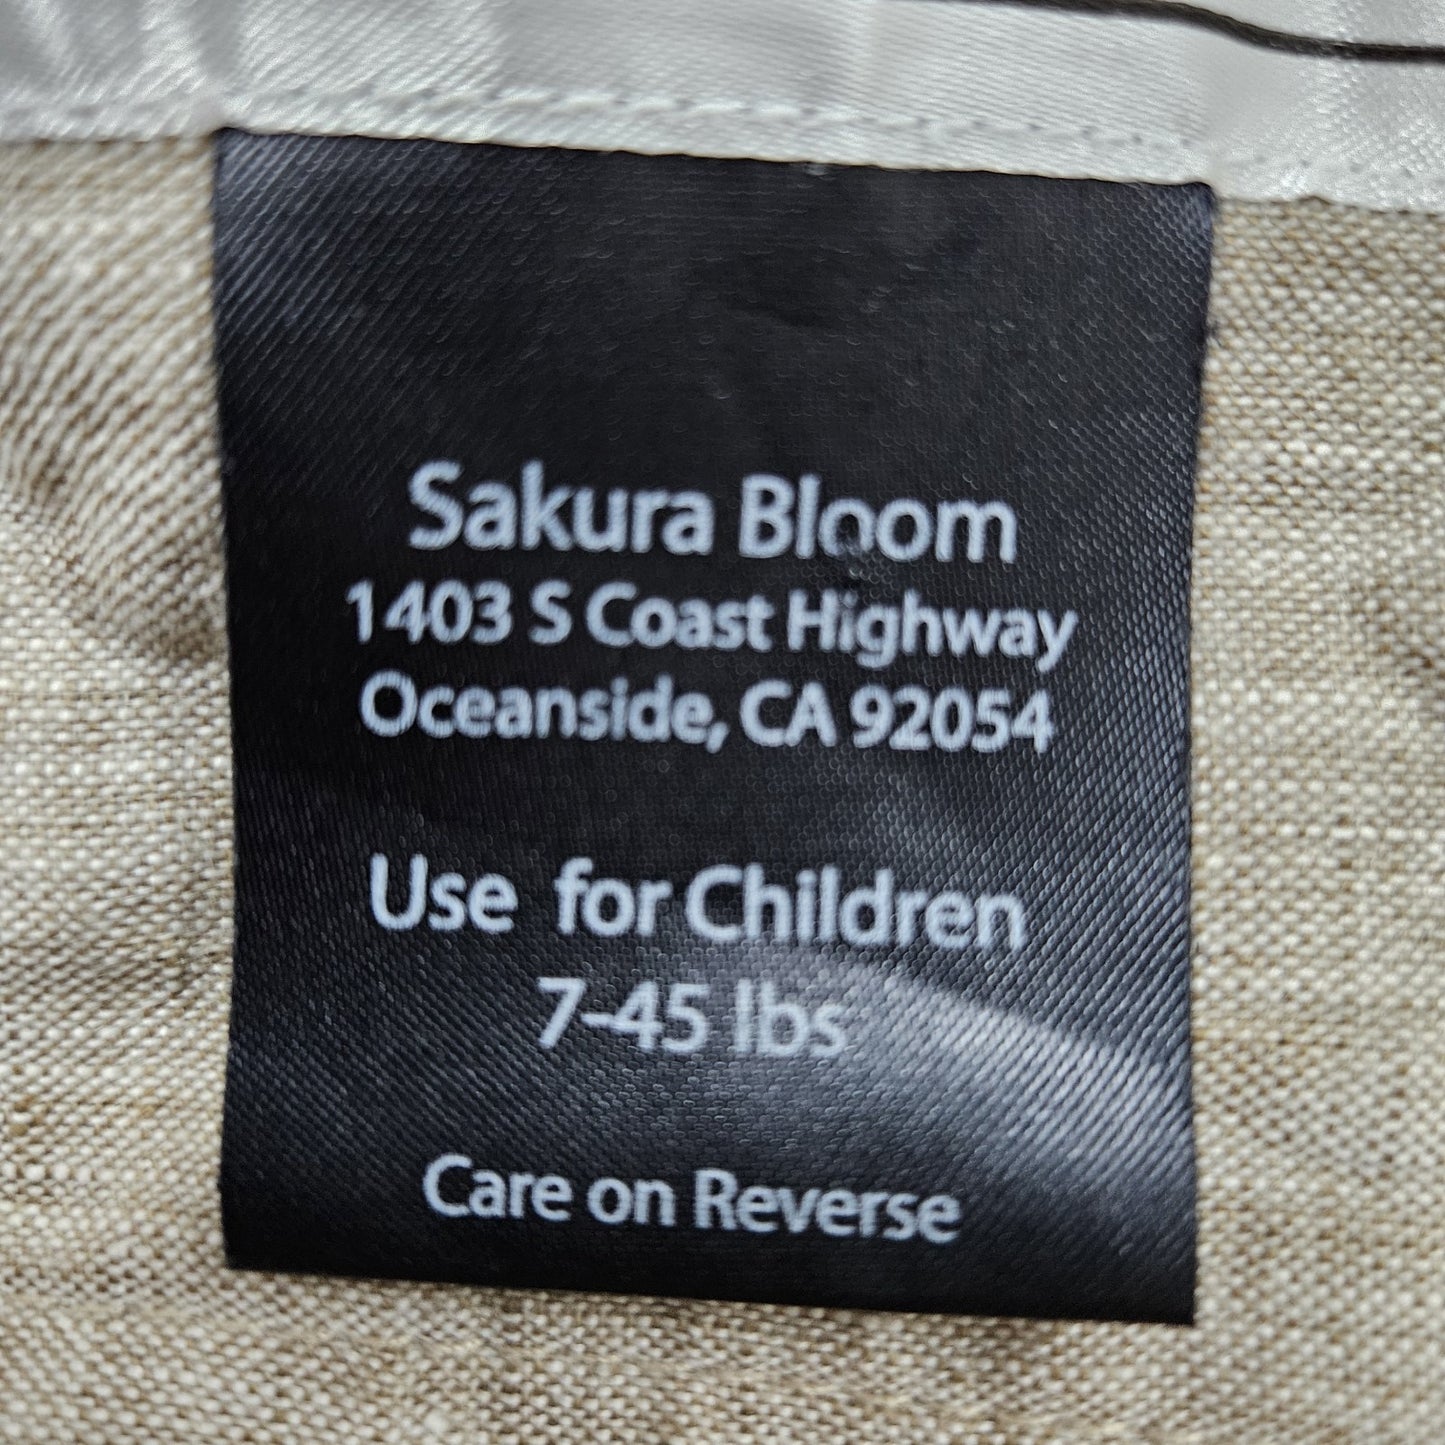 Sakura Bloom
1403 S Coast Highway
Oceanside, CA 92054
Use for Children
7-45 lbs
Care on Reverse